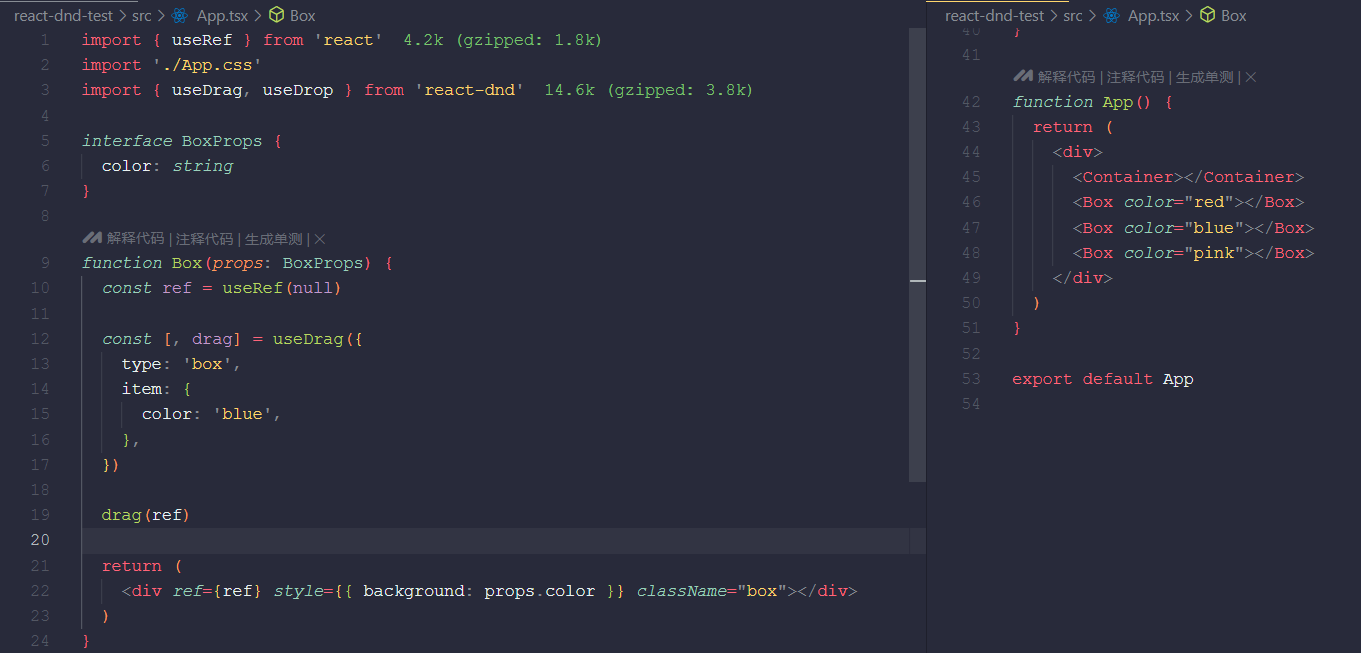 react-dnd-test > src > App.tsx > Box
1 import { useRef } from 'react' 4.2k (gzipped: 1.8k)
2 import './App.css'
3 import { useDrag, useDrop } from 'react-dnd' 14.6k (gzipped: 3.8k)
4
5 interface BoxProps {
6 color: string
7 }
8
解释代码 | 注释代码 | 生成单测 | ×
9 function Box(props: BoxProps) {
10 const ref = useRef(null)
11
12 const [, drag] = useDrag({
13 type: 'box',
14 item: {
15 color: 'blue',
16 },
17 })
18
19 drag(ref)
20
21 return (
22 <div ref={ref} style={{ background: props.color }} className="box"></div>
23 )
24 }
react-dnd-test > src > App.tsx > Box
40 }
41
解释代码 | 注释代码 | 生成单测 | ×
42 function App() {
43 return (
44 <div>
45 <Container></Container>
46 <Box color="red"></Box>
47 <Box color="blue"></Box>
48 <Box color="pink"></Box>
49 </div>
50 )
51 }
52
53 export default App
54